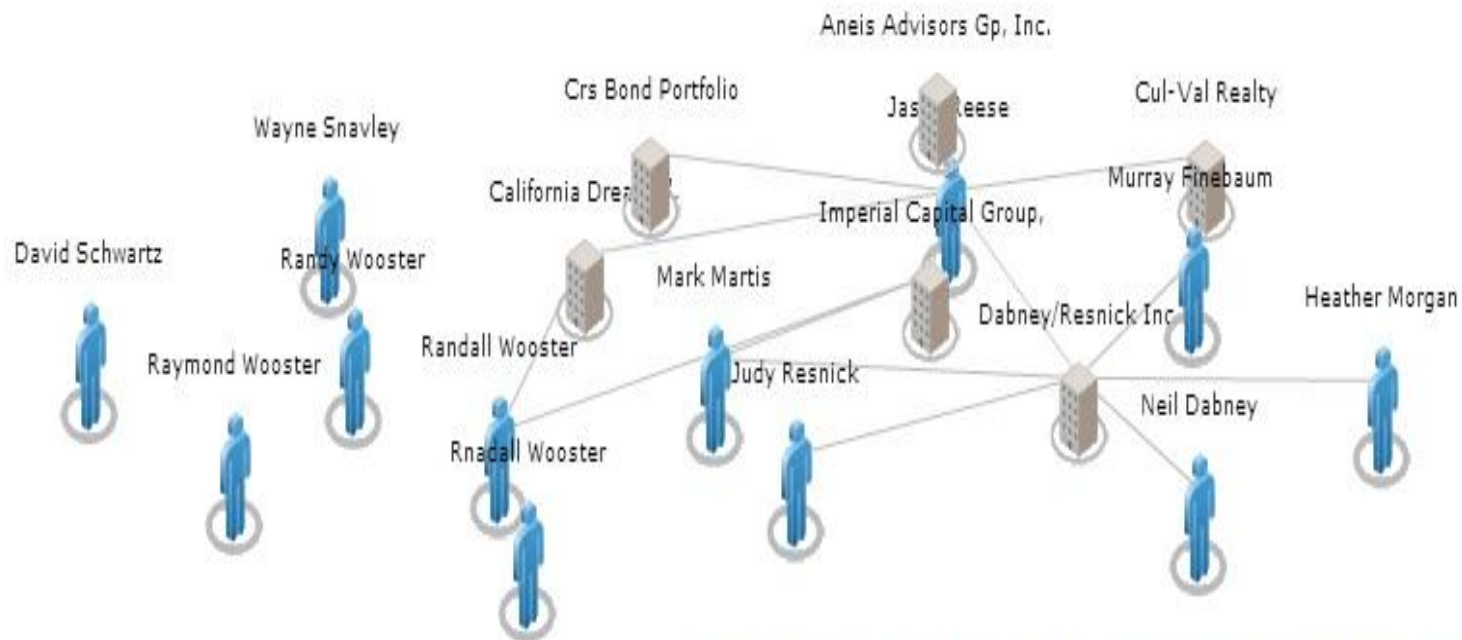 Aneis Advisors Gp, Inc.
Crs Bond Portfolio
Cul-Val Realty
Wayne Snavley
Murray Finebaum
California
Imperial Capital Group,
David Schwartz
Randy Wooster
Mark Martis
Heather Morgan
Dabney/Resnick Inc
Randall Wooster
Raymond Wooster
Judy Resnick
Neil Dabney
Rnadall Wooster